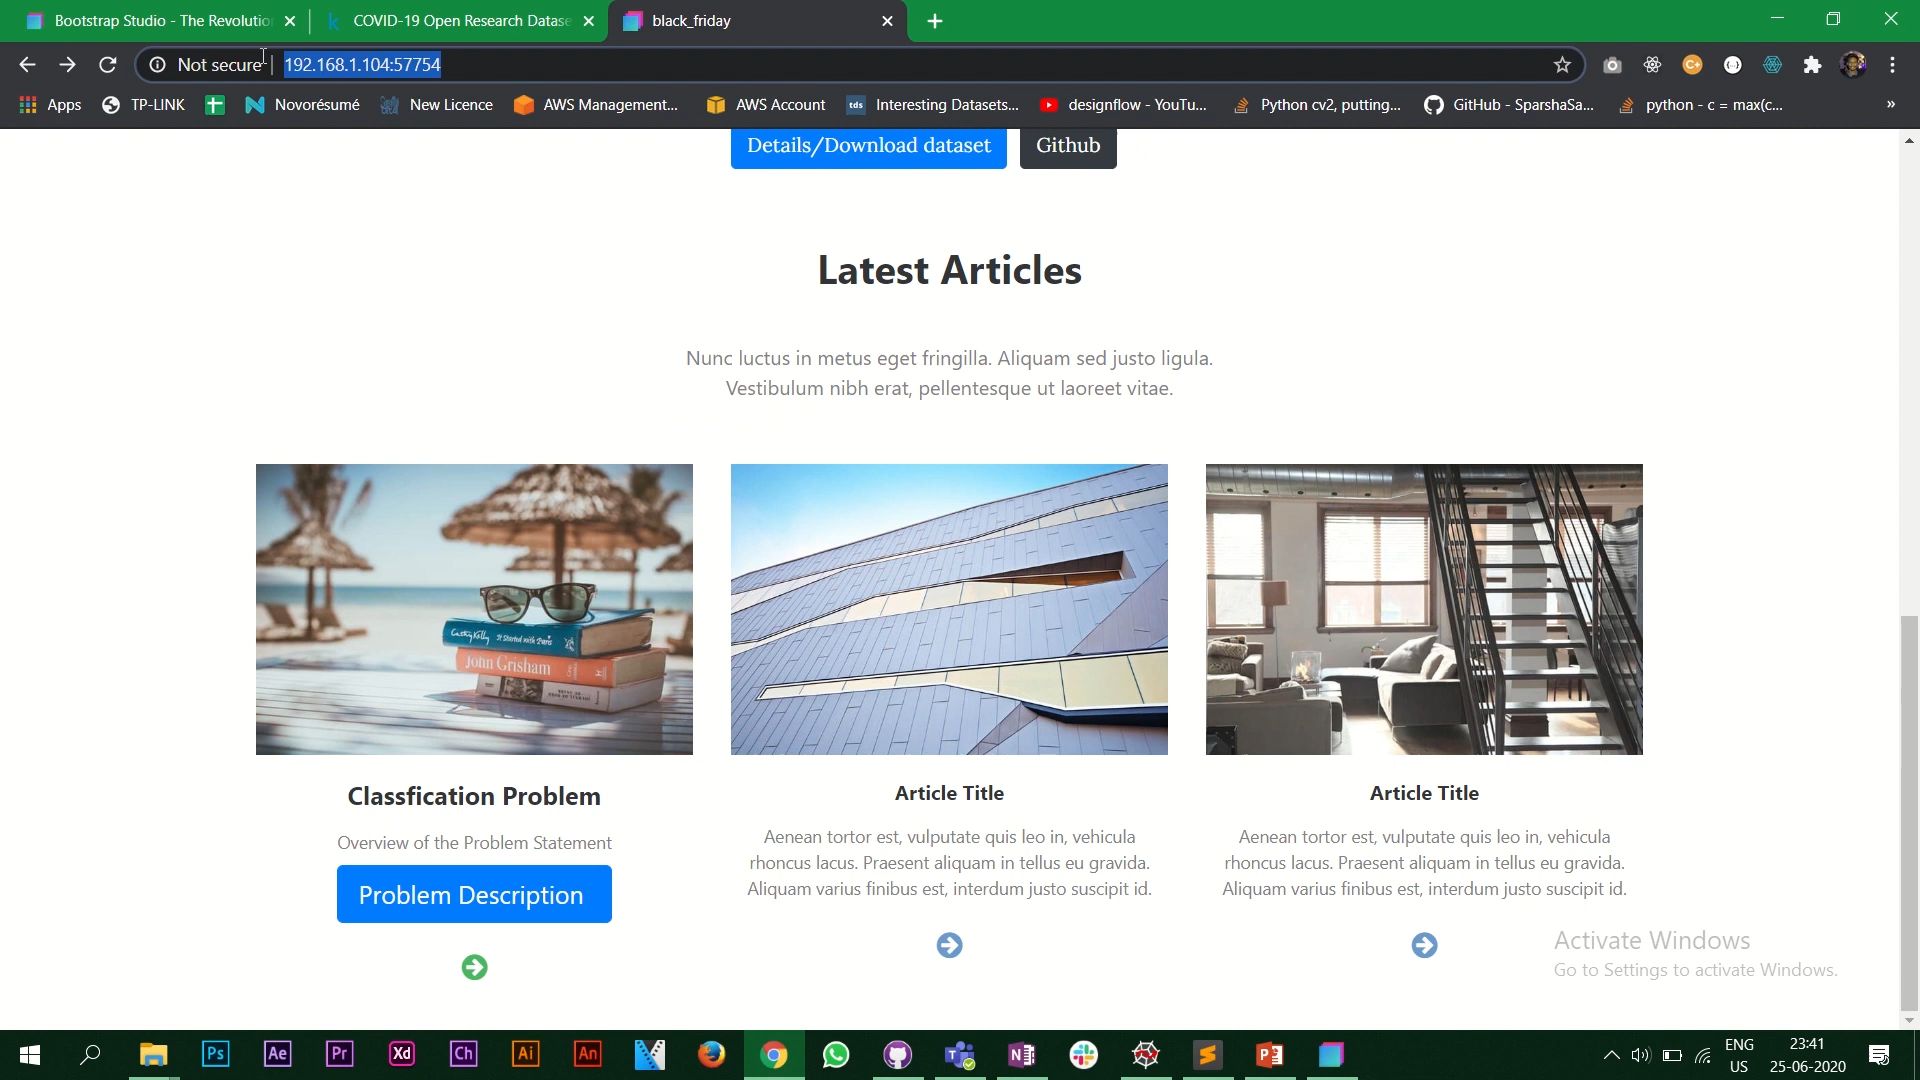 Bootstrap Studio - The Revolutio
COVID-19 Open Research Datase
black_friday
Not secure
192.168.1.104:57754
Apps
TP-LINK
Novorésumé
New Licence
AWS Management...
AWS Account
tds
Interesting Datasets...
designflow - YouTu...
Python cv2, putting...
GitHub - SparshaSa...
python - c = max(c...
»
Details/Download dataset
Github
Latest Articles
Nunc luctus in metus eget fringilla. Aliquam sed justo ligula.
Vestibulum nibh erat, pellentesque ut laoreet vitae.
Cathy Kelly It Started with Paris
John Grisham
Classfication Problem
Overview of the Problem Statement
Problem Description
Article Title
Aenean tortor est, vulputate quis leo in, vehicula
rhoncus lacus. Praesent aliquam in tellus eu gravida.
Aliquam varius finibus est, interdum justo suscipit id.
Article Title
Aenean tortor est, vulputate quis leo in, vehicula
rhoncus lacus. Praesent aliquam in tellus eu gravida.
Aliquam varius finibus est, interdum justo suscipit id.
Activate Windows
Go to Settings to activate Windows.
Ps
Ae
Pr
Xd
Ch
Ai
An
ENG
US
23:41
25-06-2020